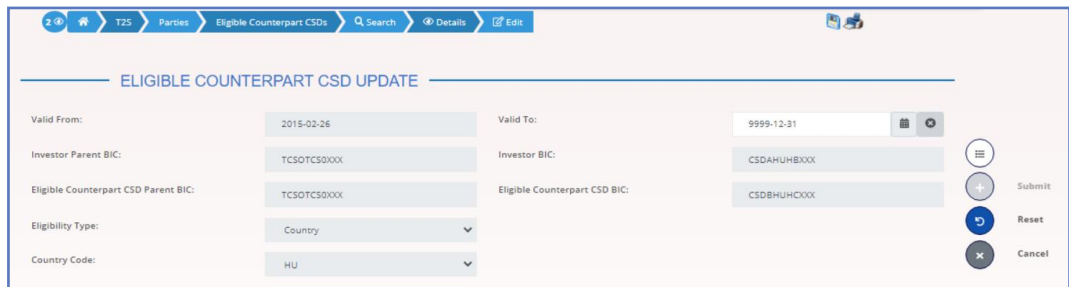 2 T2S Parties Eligible Counterpart CSDs Search Details Edit
ELIGIBLE COUNTERPART CSD UPDATE
Valid From: 2015-02-26 Valid To: 9999-12-31
Investor Parent BIC: TCSOTCS0XXX Investor BIC: CSDAHUHBXXX
Eligible Counterpart CSD Parent BIC: TCSOTCS0XXX Eligible Counterpart CSD BIC: CSDBHUHCXXX
Submit
Eligibility Type: Country
Reset
Country Code: HU
Cancel